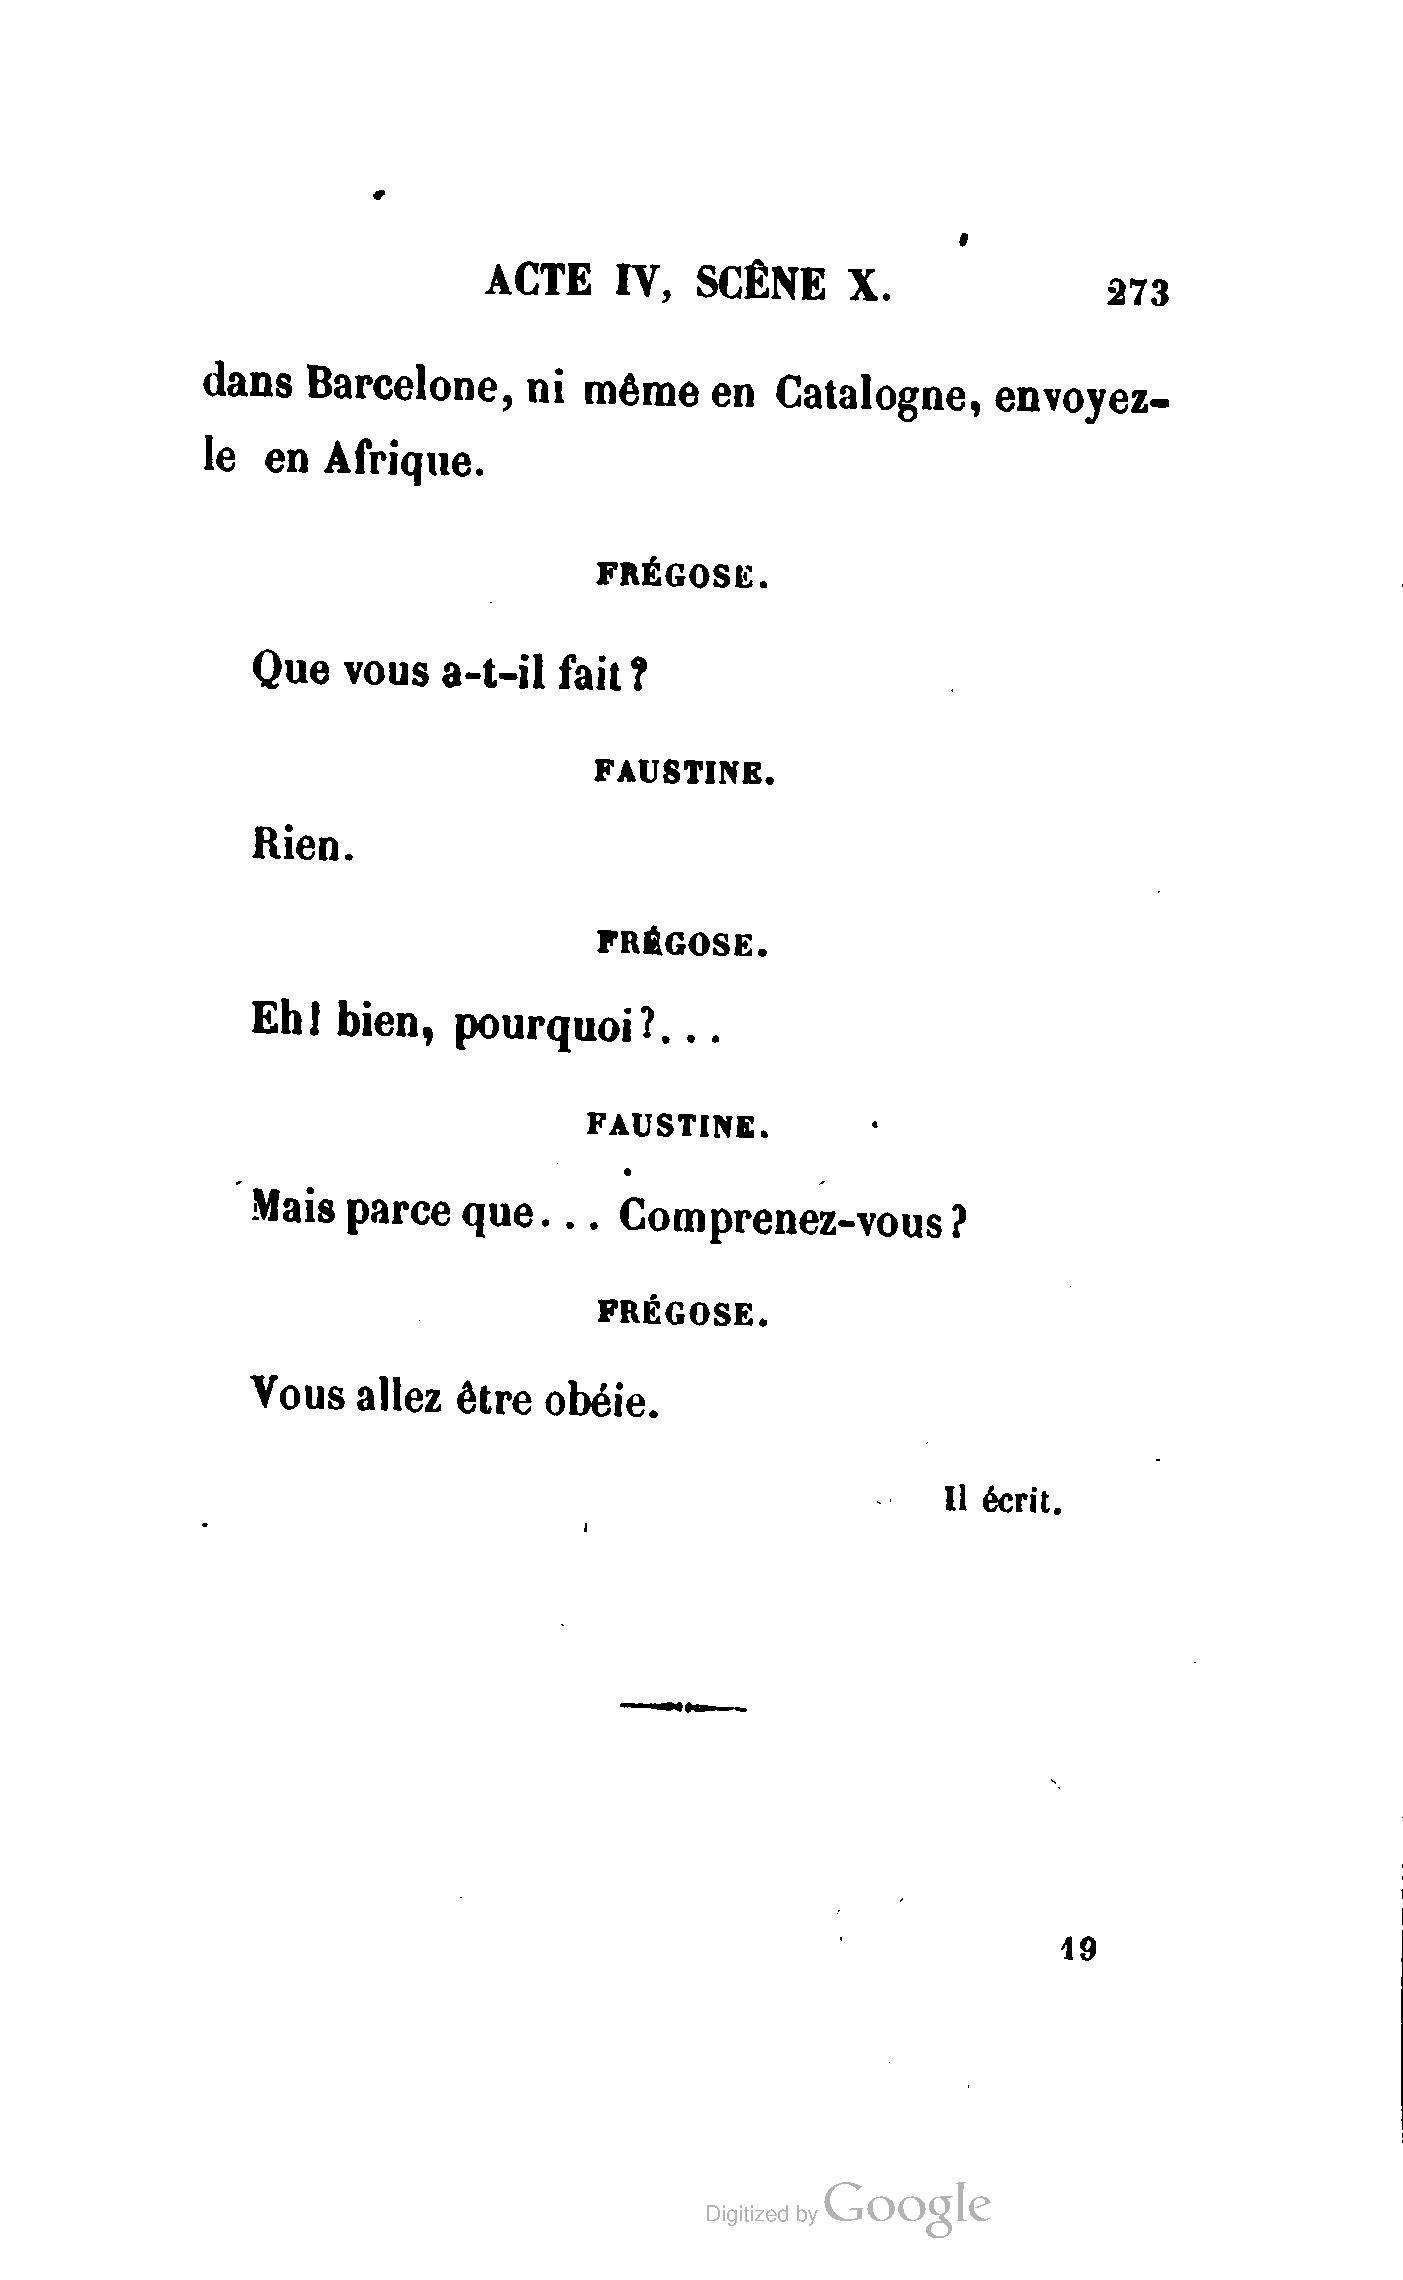 ACTE IV, SCÊNE X. 273
dans Barcelone, ni même en Catalogne, envoyez-
le en Afrique.
FRÉGOSE.
Que vous a-t-il fait?
FAUSTINE.
Rien.
FRÉGOSE.
Eh! bien, pourquoi?...
FAUSTINE.
Mais parce que... Comprenez-vous?
FRÉGOSE.
Vous allez être obéie.
Il écrit.
19
Digitized by Google